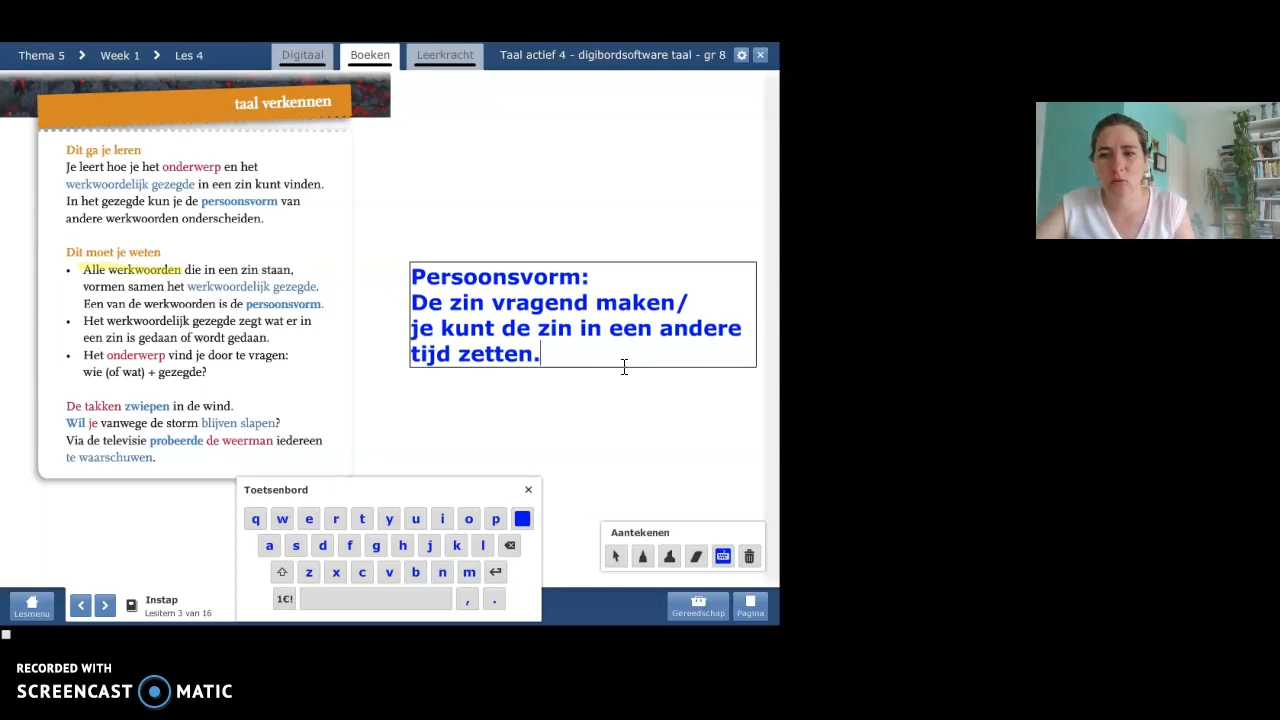 Thema 5 Week 1 Les 4
Digitaal Boeken Leerkracht
Taal actief 4 - digibordsoftware taal - gr 8
taal verkennen
Dit ga je leren
Je leert hoe je het onderwerp en het
werkwoordelijk gezegde in een zin kunt vinden.
In het gezegde kun je de persoonsvorm van
andere werkwoorden onderscheiden.
Dit moet je weten
• Alle werkwoorden die in een zin staan,
vormen samen het werkwoordelijk gezegde.
Een van de werkwoorden is de persoonsvorm.
• Het werkwoordelijk gezegde zegt wat er in
een zin is gedaan of wordt gedaan.
• Het onderwerp vind je door te vragen:
wie (of wat) + gezegde?
De takken zwiepen in de wind.
Wil je vanwege de storm blijven slapen?
Via de televisie probeerde de weerman iedereen
te waarschuwen.
Persoonsvorm:
De zin vragend maken/
je kunt de zin in een andere
tijd zetten.
Toetsenbord
q w e r t y u i o p
a s d f g h j k l
z x c v b n m
1€! , .
Aantekenen
Lesmenu
Instap
Lesitem 3 van 16
Gereedschap
Pagina
RECORDED WITH
SCREENCAST MATIC